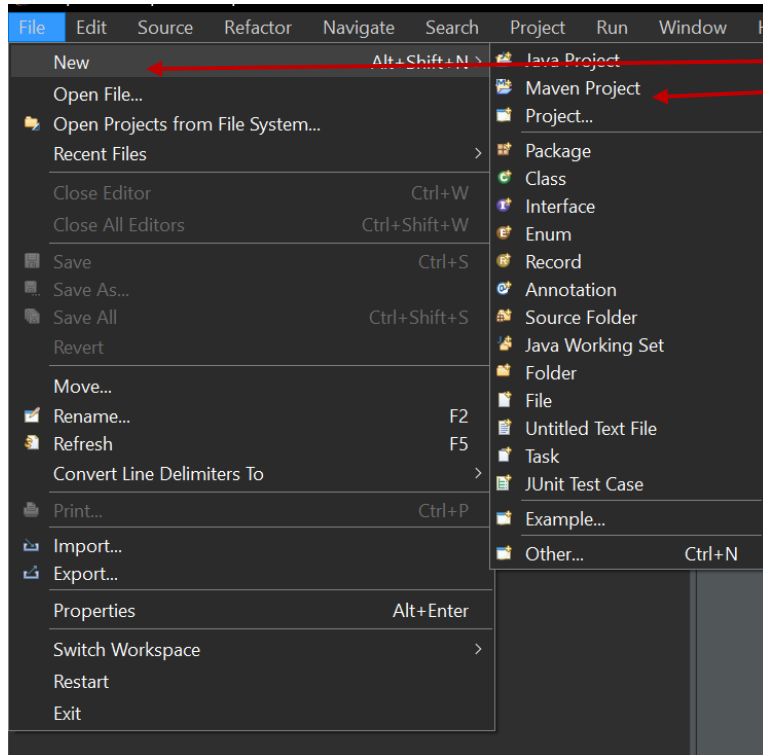 File Edit Source Refactor Navigate Search Project Run Window
New Alt+Shift+N >
Open File...
Open Projects from File System...
Recent Files >
Close Editor Ctrl+W
Close All Editors Ctrl+Shift+W
Save Ctrl+S
Save As...
Save All Ctrl+Shift+S
Revert
Move...
Rename... F2
Refresh F5
Convert Line Delimiters To >
Print... Ctrl+P
Import...
Export...
Properties Alt+Enter
Switch Workspace >
Restart
Exit
Java Project
Maven Project
Project...
Package
Class
Interface
Enum
Record
Annotation
Source Folder
Java Working Set
Folder
File
Untitled Text File
Task
JUnit Test Case
Example...
Other... Ctrl+N